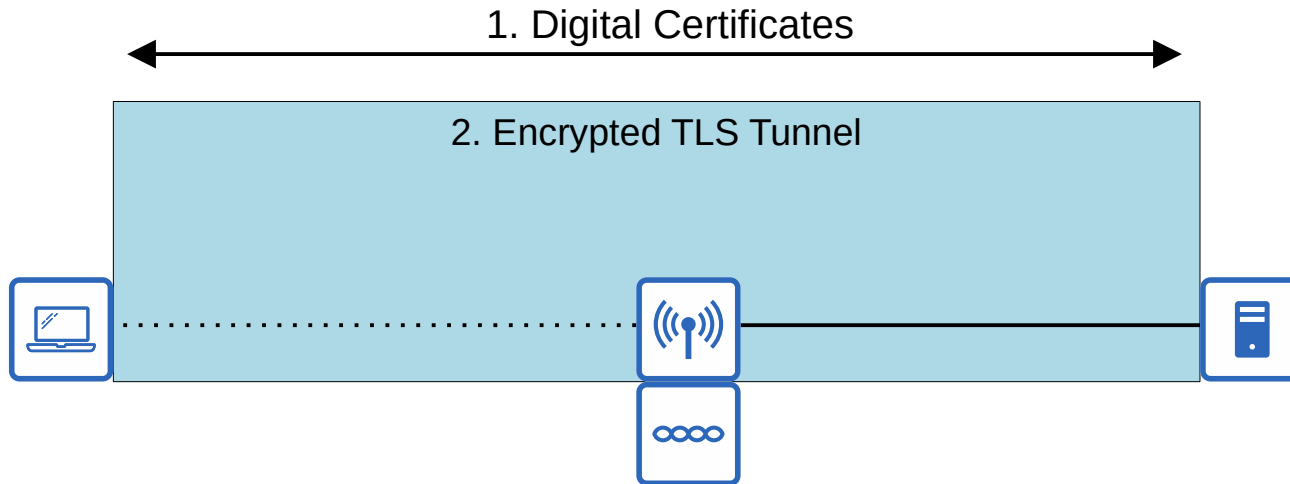 1. Digital Certificates
2. Encrypted TLS Tunnel